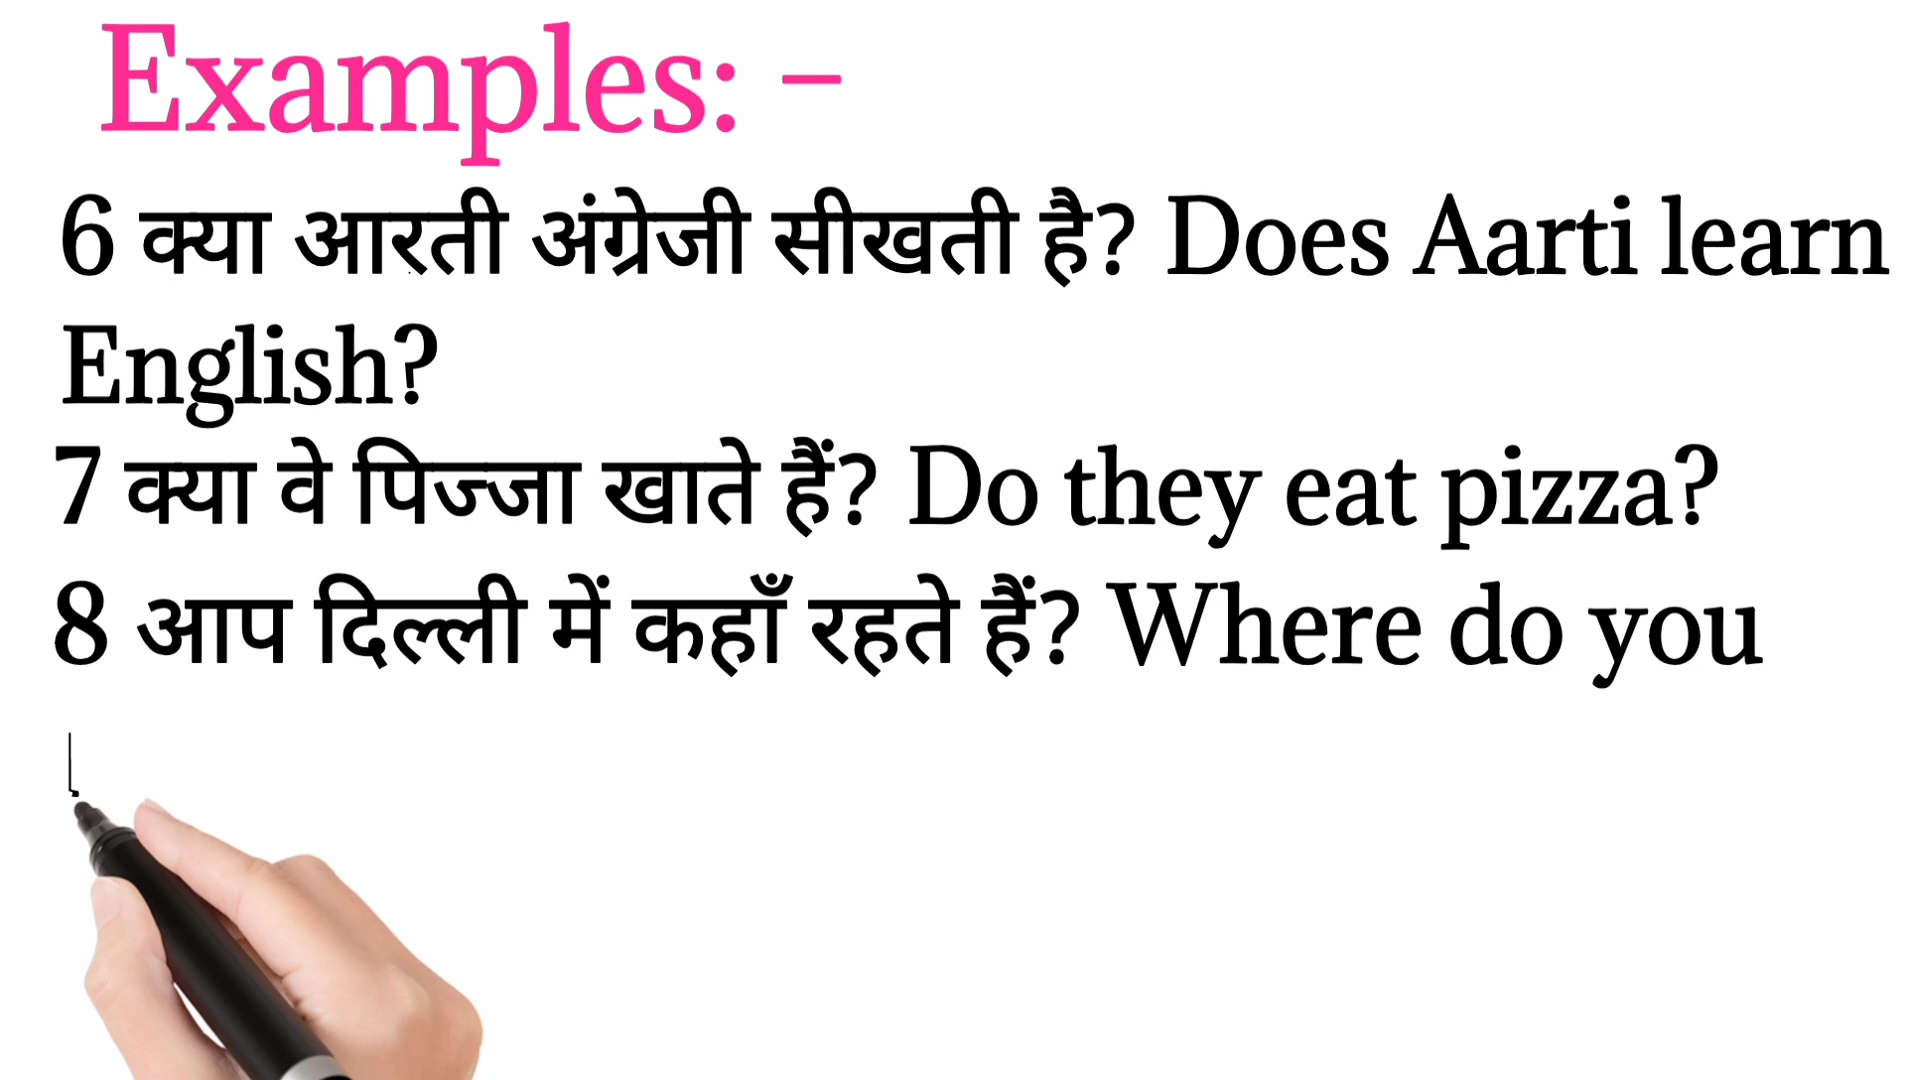 Examples: –
6 क्या आरती अंग्रेजी सीखती है? Does Aarti learn
English?
7 क्या वे पिज्जा खाते हैं? Do they eat pizza?
8 आप दिल्ली में कहाँ रहते हैं? Where do you